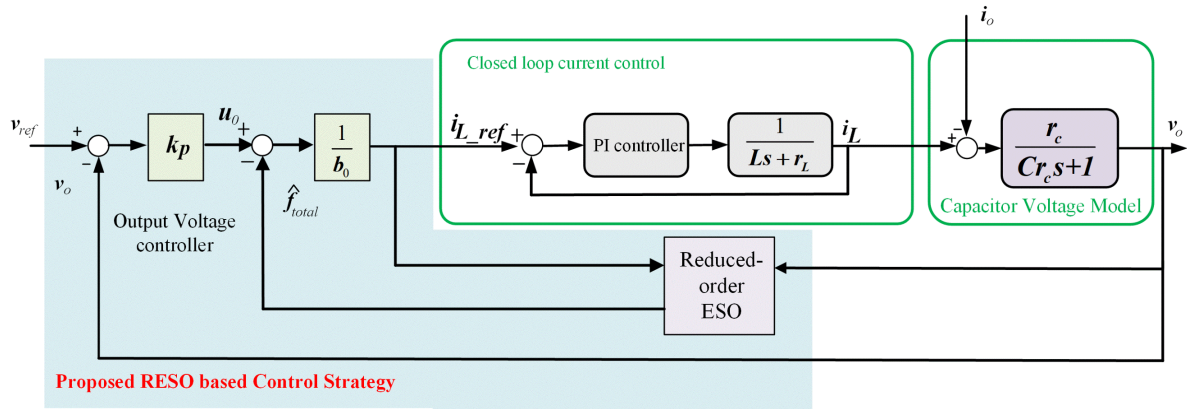 i_o
Closed loop current control
v_ref
+
−
k_p
u_0
+
−
1
b_0
i_L_ref
+
−
PI controller
1
Ls + r_L
i_L
+
−
r_c
Cr_c s+1
v_o
v_o
f̂_total
Output Voltage
controller
Capacitor Voltage Model
Reduced-
order
ESO
Proposed RESO based Control Strategy